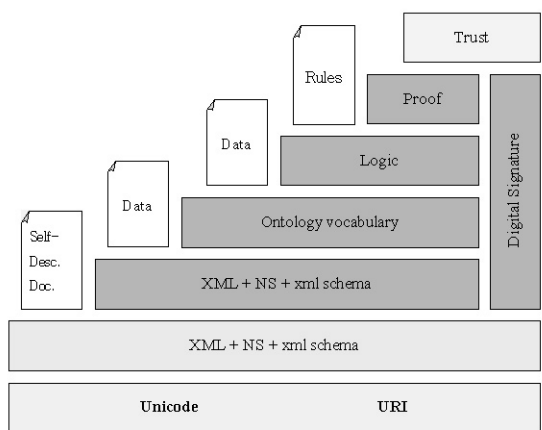 Trust
Rules
Proof
Data
Logic
Digital Signature
Data
Ontology vocabulary
Self-
Desc.
Doc.
XML + NS + xml schema
XML + NS + xml schema
Unicode URI